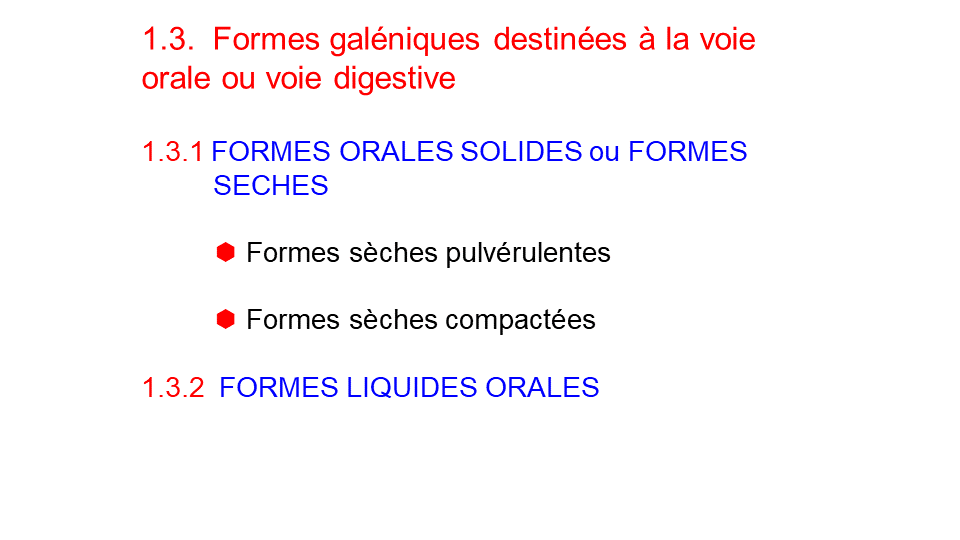 1.3. Formes galéniques destinées à la voie
orale ou voie digestive
1.3.1 FORMES ORALES SOLIDES ou FORMES
SECHES
Formes sèches pulvérulentes
Formes sèches compactées
1.3.2 FORMES LIQUIDES ORALES